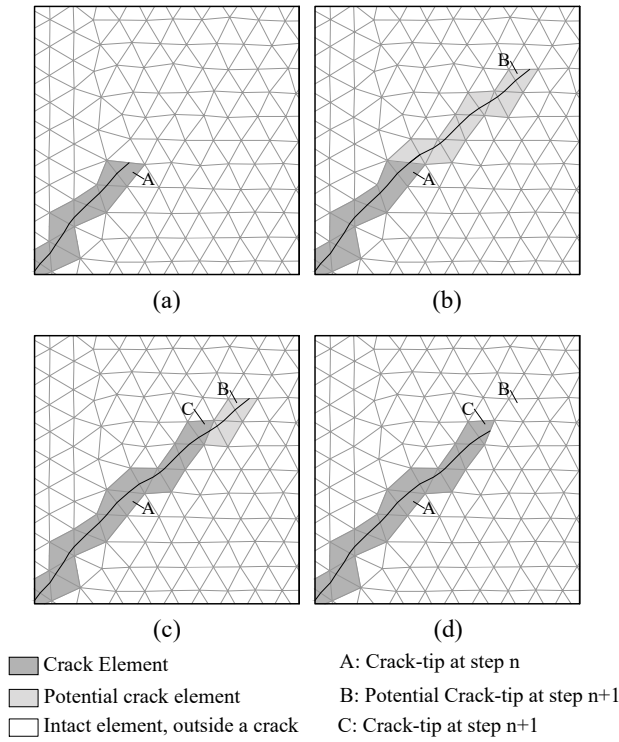 B
A
A
(a)
(b)
B
C
C
B
A
A
(c)
(d)
Crack Element
A: Crack-tip at step n
Potential crack element
B: Potential Crack-tip at step n+1
Intact element, outside a crack
C: Crack-tip at step n+1